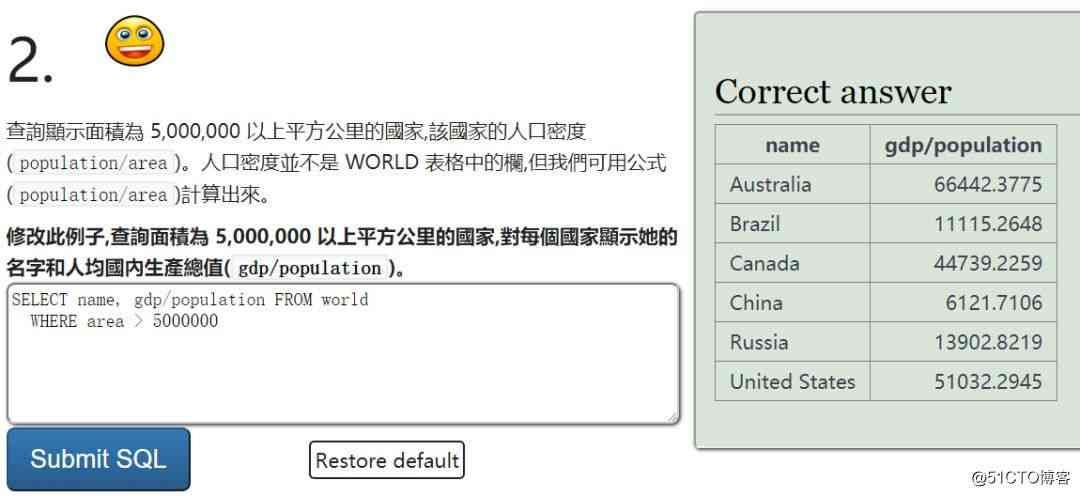 2.
查詢顯示面積為 5,000,000 以上平方公里的國家,該國家的人口密度
(population/area)。人口密度並不是 WORLD 表格中的欄,但我們可用公式
(population/area)計算出來。
修改此例子,查詢面積為 5,000,000 以上平方公里的國家,對每個國家顯示她的
名字和人均國內生產總值(gdp/population)。
SELECT name, gdp/population FROM world
WHERE area > 5000000
Submit SQL
Restore default
Correct answer
name gdp/population
Australia 66442.3775
Brazil 11115.2648
Canada 44739.2259
China 6121.7106
Russia 13902.8219
United States 51032.2945
@51CTO博客